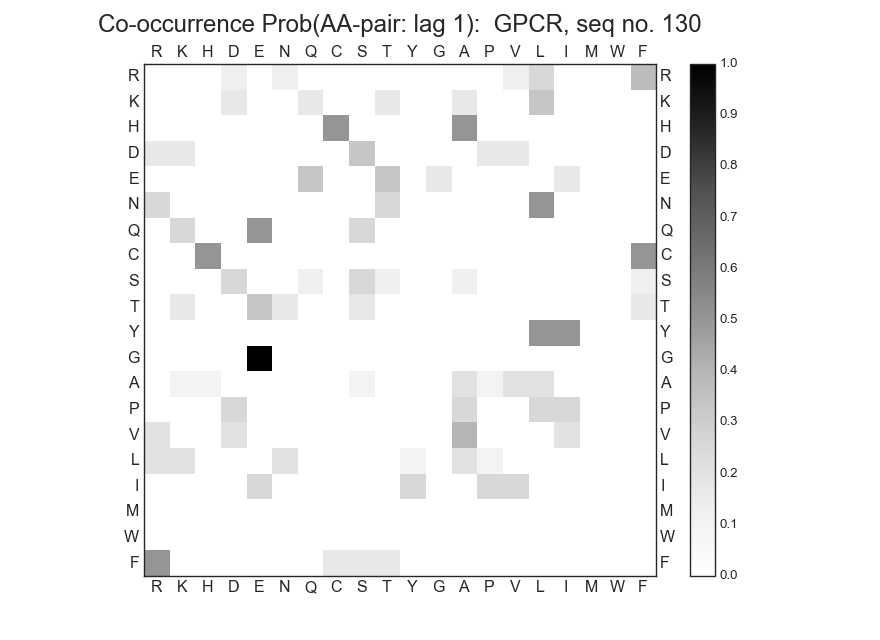 Co-occurrence Prob(AA-pair: lag 1):  GPCR, seq no. 130
R K H D E N Q C S T Y G A P V L I M W F
R R 1.0
K K
H H 0.9
D D 0.8
E E
N N 0.7
Q Q
C C 0.6
S S
T T 0.5
Y Y
G G 0.4
A A
P P 0.3
V V
L L 0.2
I I
M M 0.1
W W
F F 0.0
R K H D E N Q C S T Y G A P V L I M W F